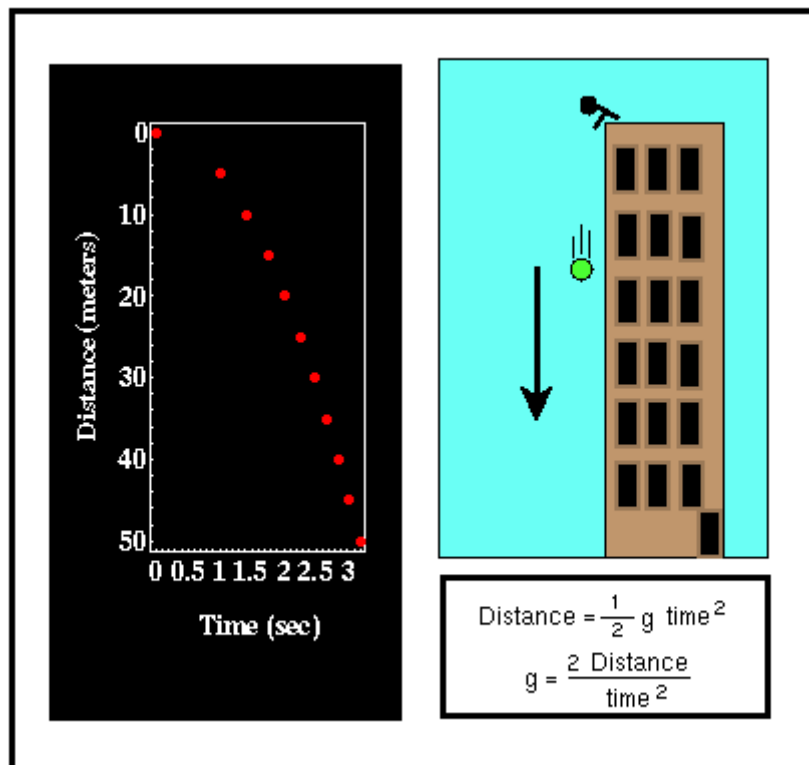 0
10
20
30
40
50
Distance (meters)
0 0.5 1 1.5 2 2.5 3
Time (sec)
Distance = 1/2 g time²
g = 2 Distance / time²